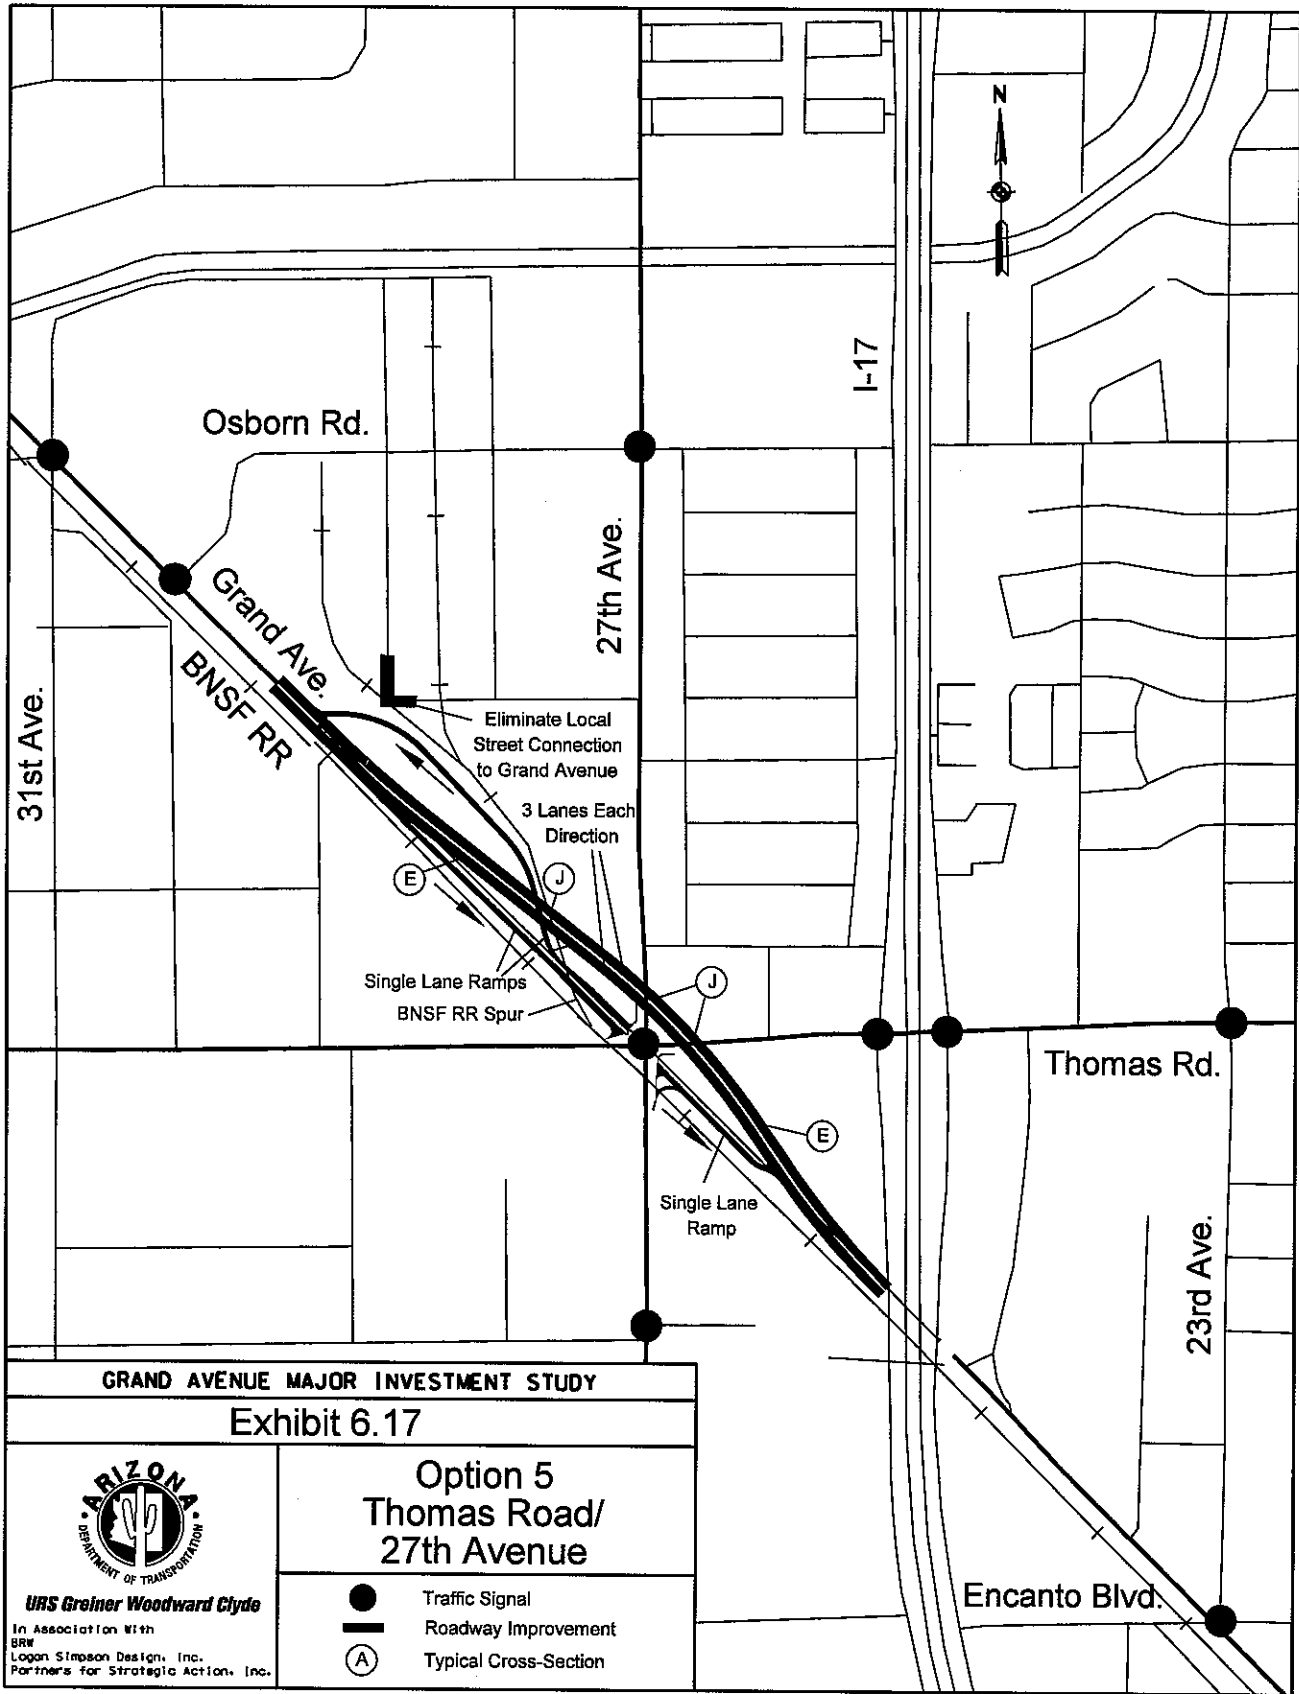 N
I-17
Osborn Rd.
27th Ave.
Grand Ave.
BNSF RR
31st Ave.
Eliminate Local
Street Connection
to Grand Avenue
3 Lanes Each
Direction
E
J
Single Lane Ramps
BNSF RR Spur
J
Thomas Rd.
E
Single Lane
Ramp
23rd Ave.
Encanto Blvd.
GRAND AVENUE MAJOR INVESTMENT STUDY
Exhibit 6.17
ARIZONA
DEPARTMENT OF TRANSPORTATION
URS Greiner Woodward Clyde
In Association With
BRW
Logan Simpson Design, Inc.
Partners for Strategic Action, Inc.
Option 5
Thomas Road/
27th Avenue
Traffic Signal
Roadway Improvement
A Typical Cross-Section